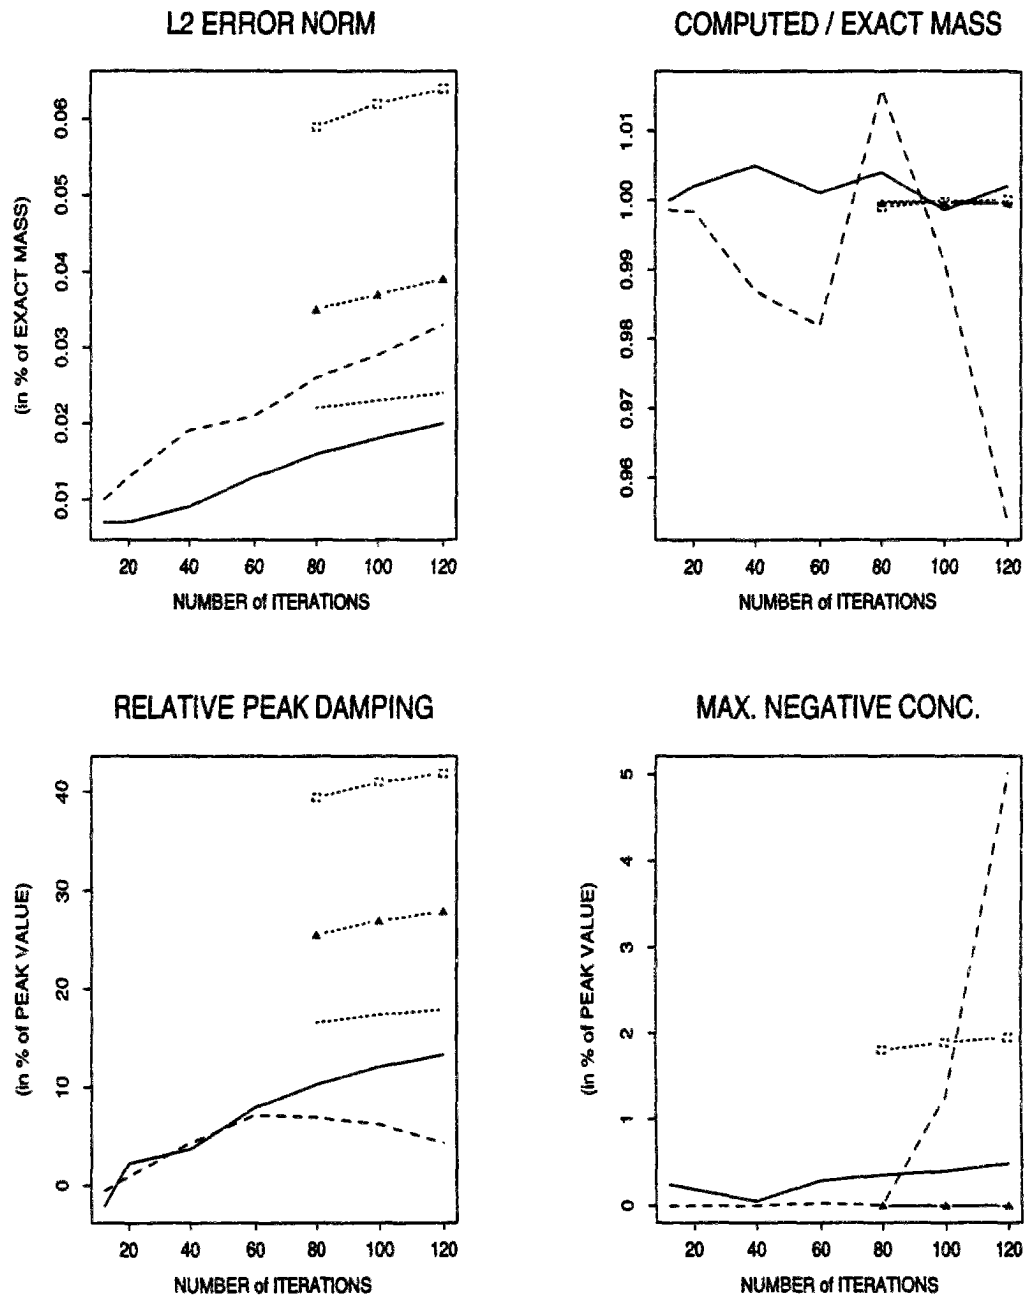 L2 ERROR NORM
(in % of EXACT MASS)
0.06
0.05
0.04
0.03
0.02
0.01
20 40 60 80 100 120
NUMBER of ITERATIONS
COMPUTED / EXACT MASS
1.01
1.00
0.99
0.98
0.97
0.96
20 40 60 80 100 120
NUMBER of ITERATIONS
RELATIVE PEAK DAMPING
(in % of PEAK VALUE)
40
30
20
10
0
20 40 60 80 100 120
NUMBER of ITERATIONS
MAX. NEGATIVE CONC.
(in % of PEAK VALUE)
5
4
3
2
1
0
20 40 60 80 100 120
NUMBER of ITERATIONS